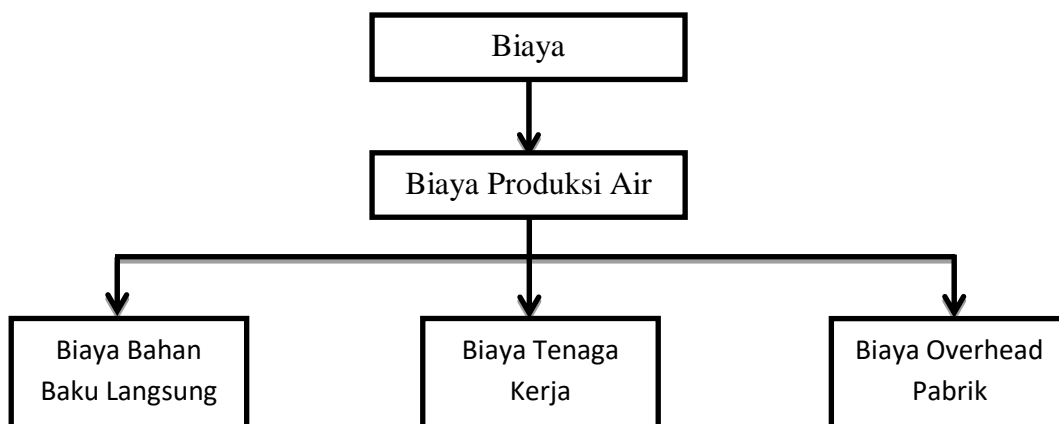 Biaya
Biaya Produksi Air
Biaya Bahan
Baku Langsung
Biaya Tenaga
Kerja
Biaya Overhead
Pabrik